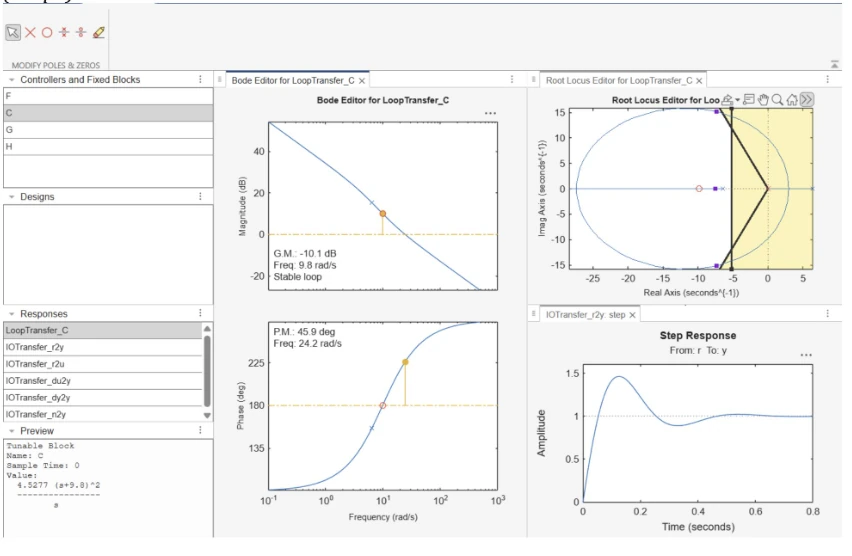 MODIFY POLES & ZEROS
Controllers and Fixed Blocks
F
C
G
H
Designs
Responses
LoopTransfer_C
IOTransfer_r2y
IOTransfer_r2u
IOTransfer_du2y
IOTransfer_dy2y
IOTransfer_n2y
Preview
Tunable Block
Name: C
Sample Time: 0
Value:
4.5277 (s+9.8)^2
----------------
s
Bode Editor for LoopTransfer_C
Bode Editor for LoopTransfer_C
Magnitude (dB)
40
20
0
-20
G.M.: -10.1 dB
Freq: 9.8 rad/s
Stable loop
P.M.: 45.9 deg
Freq: 24.2 rad/s
Phase (deg)
225
180
135
10^-1 10^0 10^1 10^2 10^3
Frequency (rad/s)
Root Locus Editor for LoopTransfer_C
Root Locus Editor for Loo
Imag Axis (seconds^{-1})
15
10
5
0
-5
-10
-15
-25 -20 -15 -10 -5 0 5
Real Axis (seconds^{-1})
IOTransfer_r2y: step
Step Response
From: r To: y
Amplitude
1.5
1
0.5
0
0 0.2 0.4 0.6 0.8
Time (seconds)